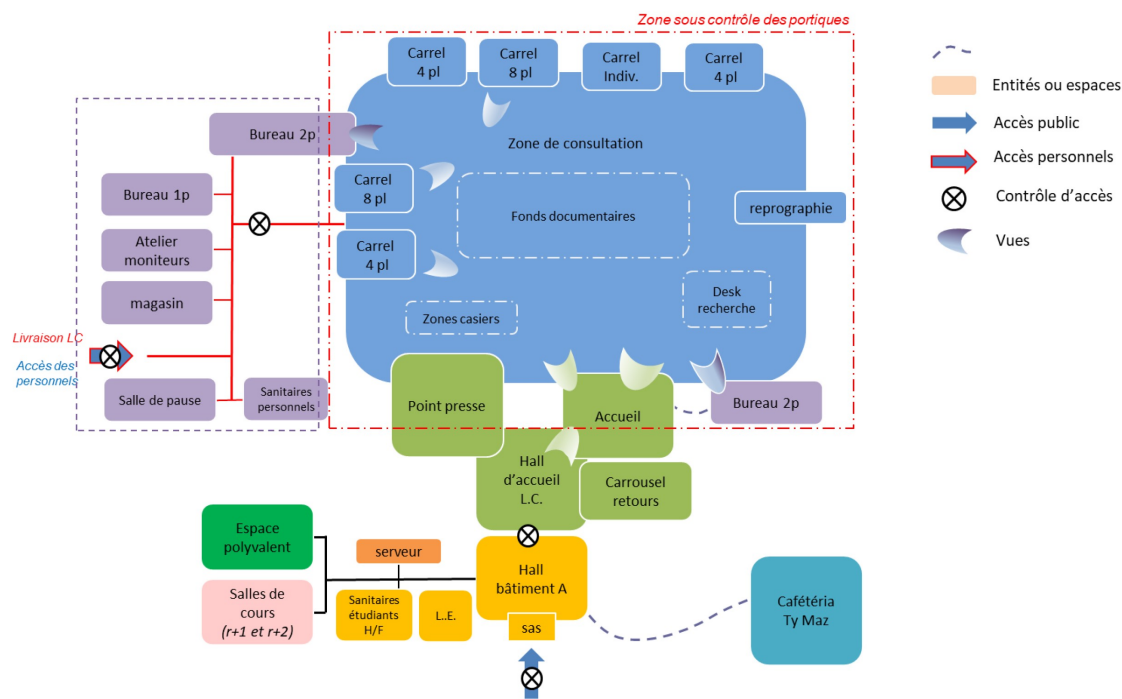 Zone sous contrôle des portiques
Carrel
4 pl
Carrel
8 pl
Carrel
Indiv.
Carrel
4 pl
Entités ou espaces
Accès public
Accès personnels
Contrôle d'accès
Vues
Bureau 2p
Zone de consultation
Bureau 1p
Carrel
8 pl
Fonds documentaires
reprographie
Atelier
moniteurs
Carrel
4 pl
magasin
Desk
recherche
Zones casiers
Livraison LC
Accès des
personnels
Salle de pause
Sanitaires
personnels
Point presse
Accueil
Bureau 2p
Hall
d'accueil
L.C.
Carrousel
retours
Espace
polyvalent
serveur
Hall
bâtiment A
Salles de
cours
(r+1 et r+2)
Sanitaires
étudiants
H/F
L..E.
sas
Cafétéria
Ty Maz